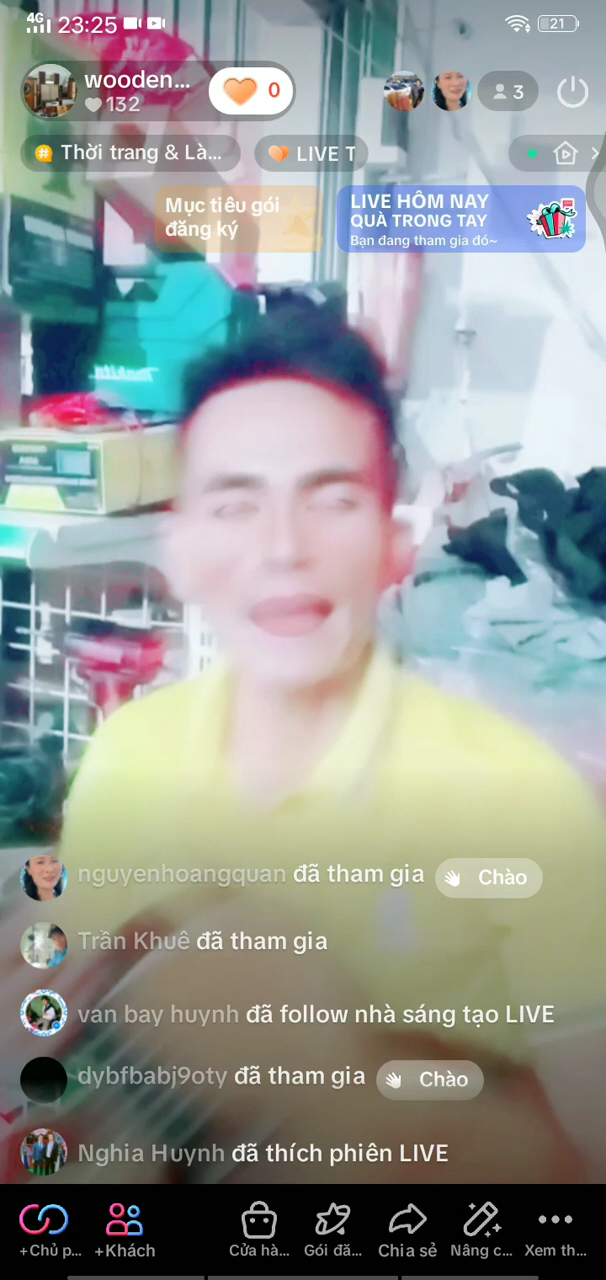 4G 23:25 21
wooden...
132
0
3
Thời trang & Là...
LIVE T
Mục tiêu gói
đăng ký
LIVE HÔM NAY
QUÀ TRONG TAY
Bạn đang tham gia đó~
makita
nguyenhoangquan đã tham gia Chào
Trần Khuê đã tham gia
van bay huynh đã follow nhà sáng tạo LIVE
dybfbabj9oty đã tham gia Chào
Nghia Huynh đã thích phiên LIVE
+Chủ p... +Khách Cửa hà... Gói đă... Chia sẻ Nâng c... Xem th...